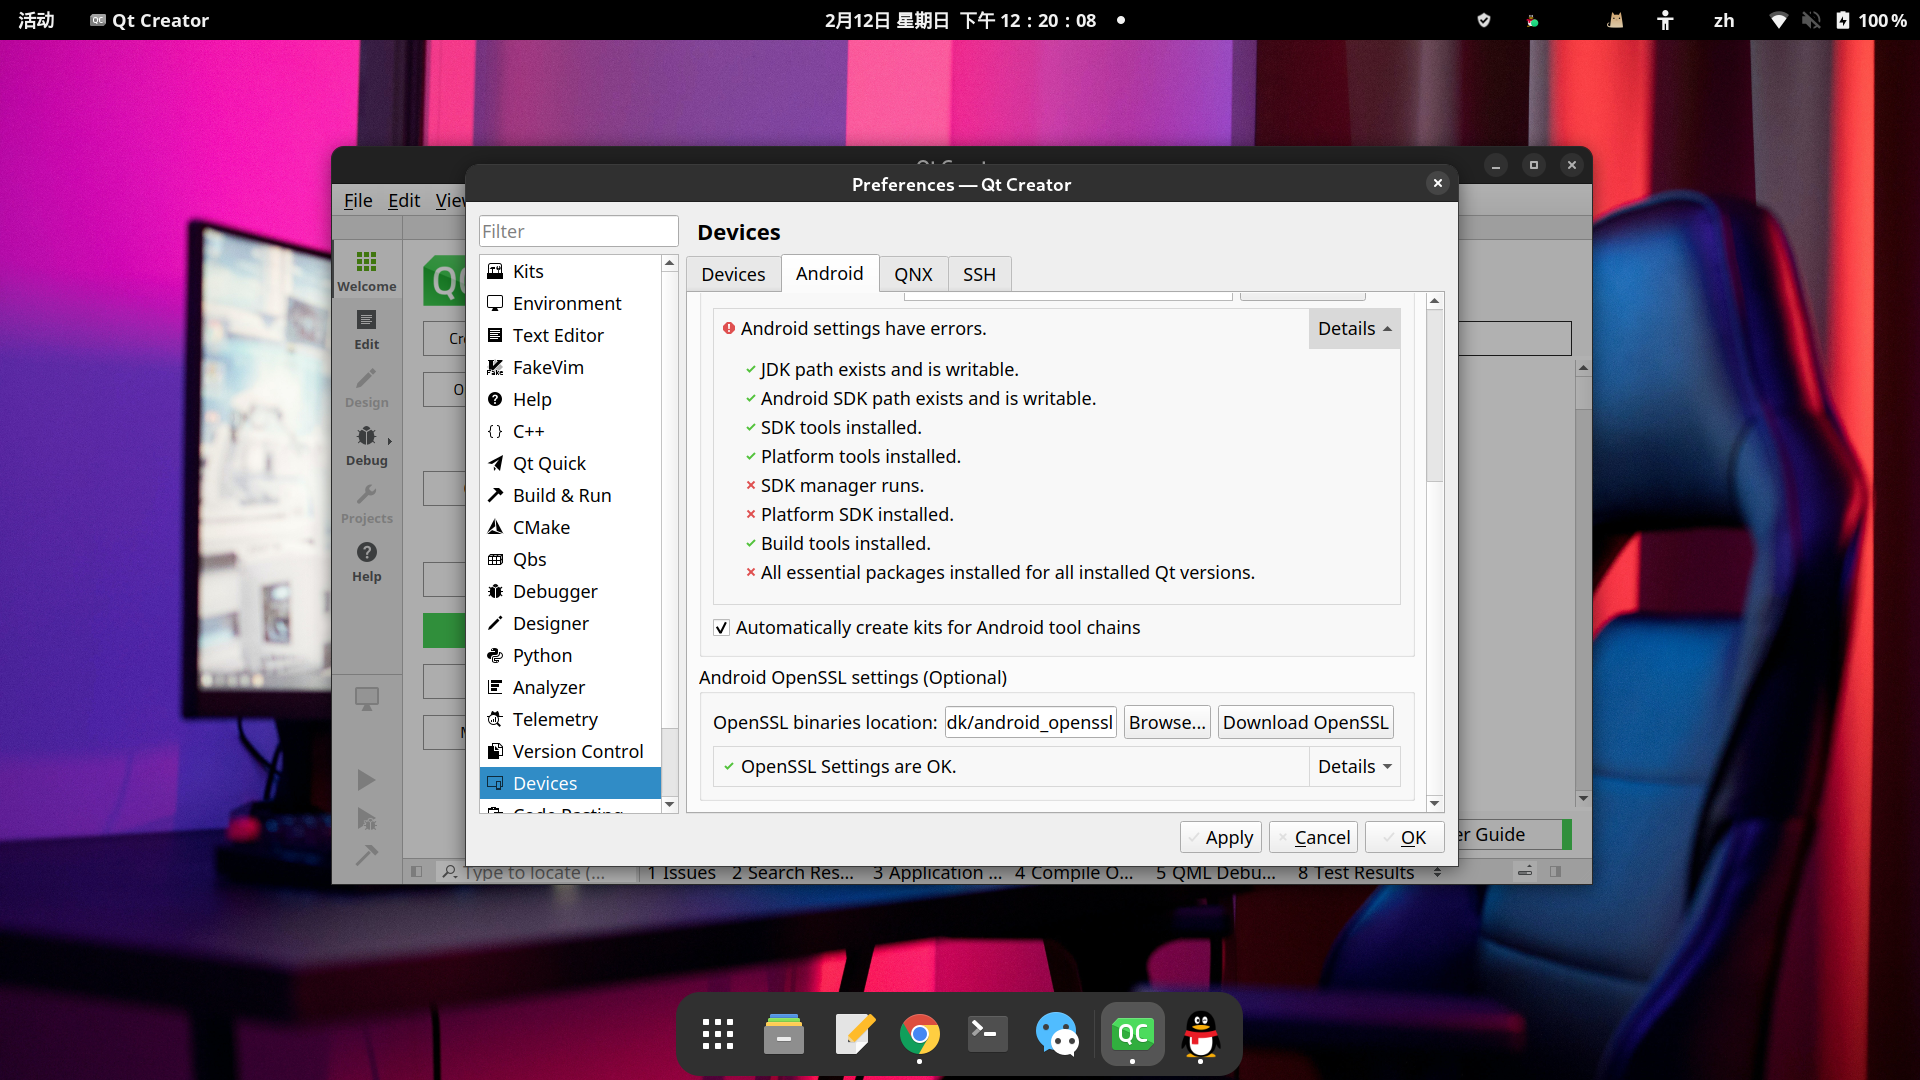 活动
Qt Creator
2月12日 星期日 下午 12：20：08
zh
100 %
Preferences — Qt Creator
File
Edit
Filter
Devices
Devices
Android
QNX
SSH
Welcome
Edit
Design
Debug
Projects
Help
Kits
Environment
Text Editor
FakeVim
Help
C++
Qt Quick
Build & Run
CMake
Qbs
Debugger
Designer
Python
Analyzer
Telemetry
Version Control
Devices
Android settings have errors.
Details
JDK path exists and is writable.
Android SDK path exists and is writable.
SDK tools installed.
Platform tools installed.
SDK manager runs.
Platform SDK installed.
Build tools installed.
All essential packages installed for all installed Qt versions.
Automatically create kits for Android tool chains
Android OpenSSL settings (Optional)
OpenSSL binaries location:
dk/android_openssl
Browse...
Download OpenSSL
OpenSSL Settings are OK.
Details
Apply
Cancel
OK
er Guide
Type to locate (...
1 Issues
2 Search Res...
3 Application ...
4 Compile O...
5 QML Debu...
8 Test Results
QC